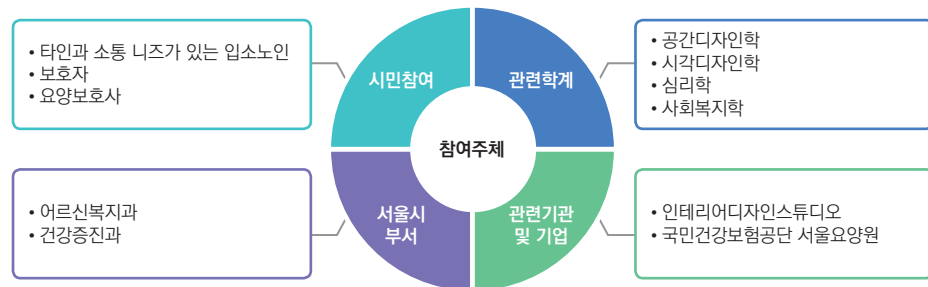 • 타인과 소통 니즈가 있는 입소노인
• 보호자
• 요양보호사
시민참여
관련학계
• 공간디자인학
• 시각디자인학
• 심리학
• 사회복지학
참여주체
• 어르신복지과
• 건강증진과
서울시
부서
관련기관
및 기업
• 인테리어디자인스튜디오
• 국민건강보험공단 서울요양원